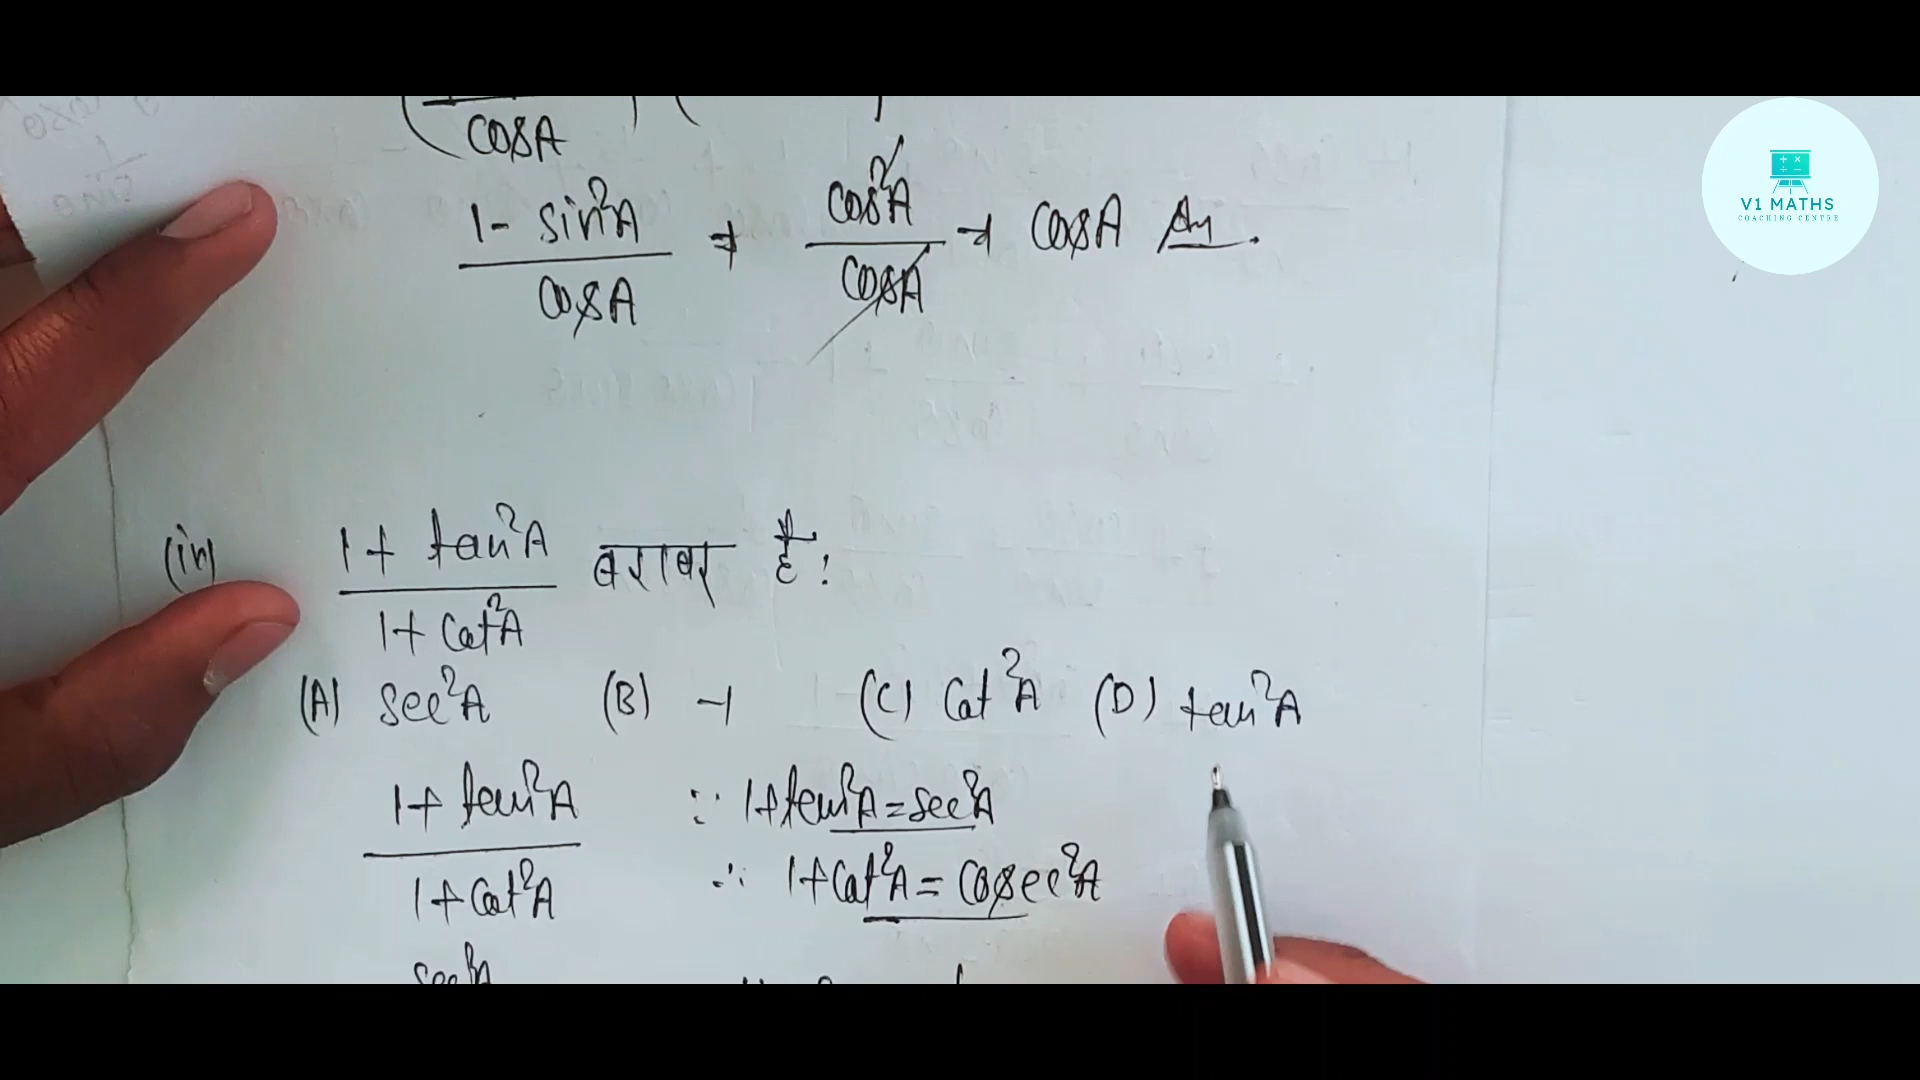 cosA
1 - sin²A / cosA → cos²A / cosA → cosA Ans.
(iv) 1 + tan²A / 1 + cot²A बराबर है:
(A) sec²A (B) -1 (C) cot²A (D) tan²A
1 + tan²A / 1 + cot²A ∵ 1 + tan²A = sec²A
∴ 1 + cot²A = cosec²A
sec²A
+ × ÷ -
V1 MATHS
COACHING CENTRE